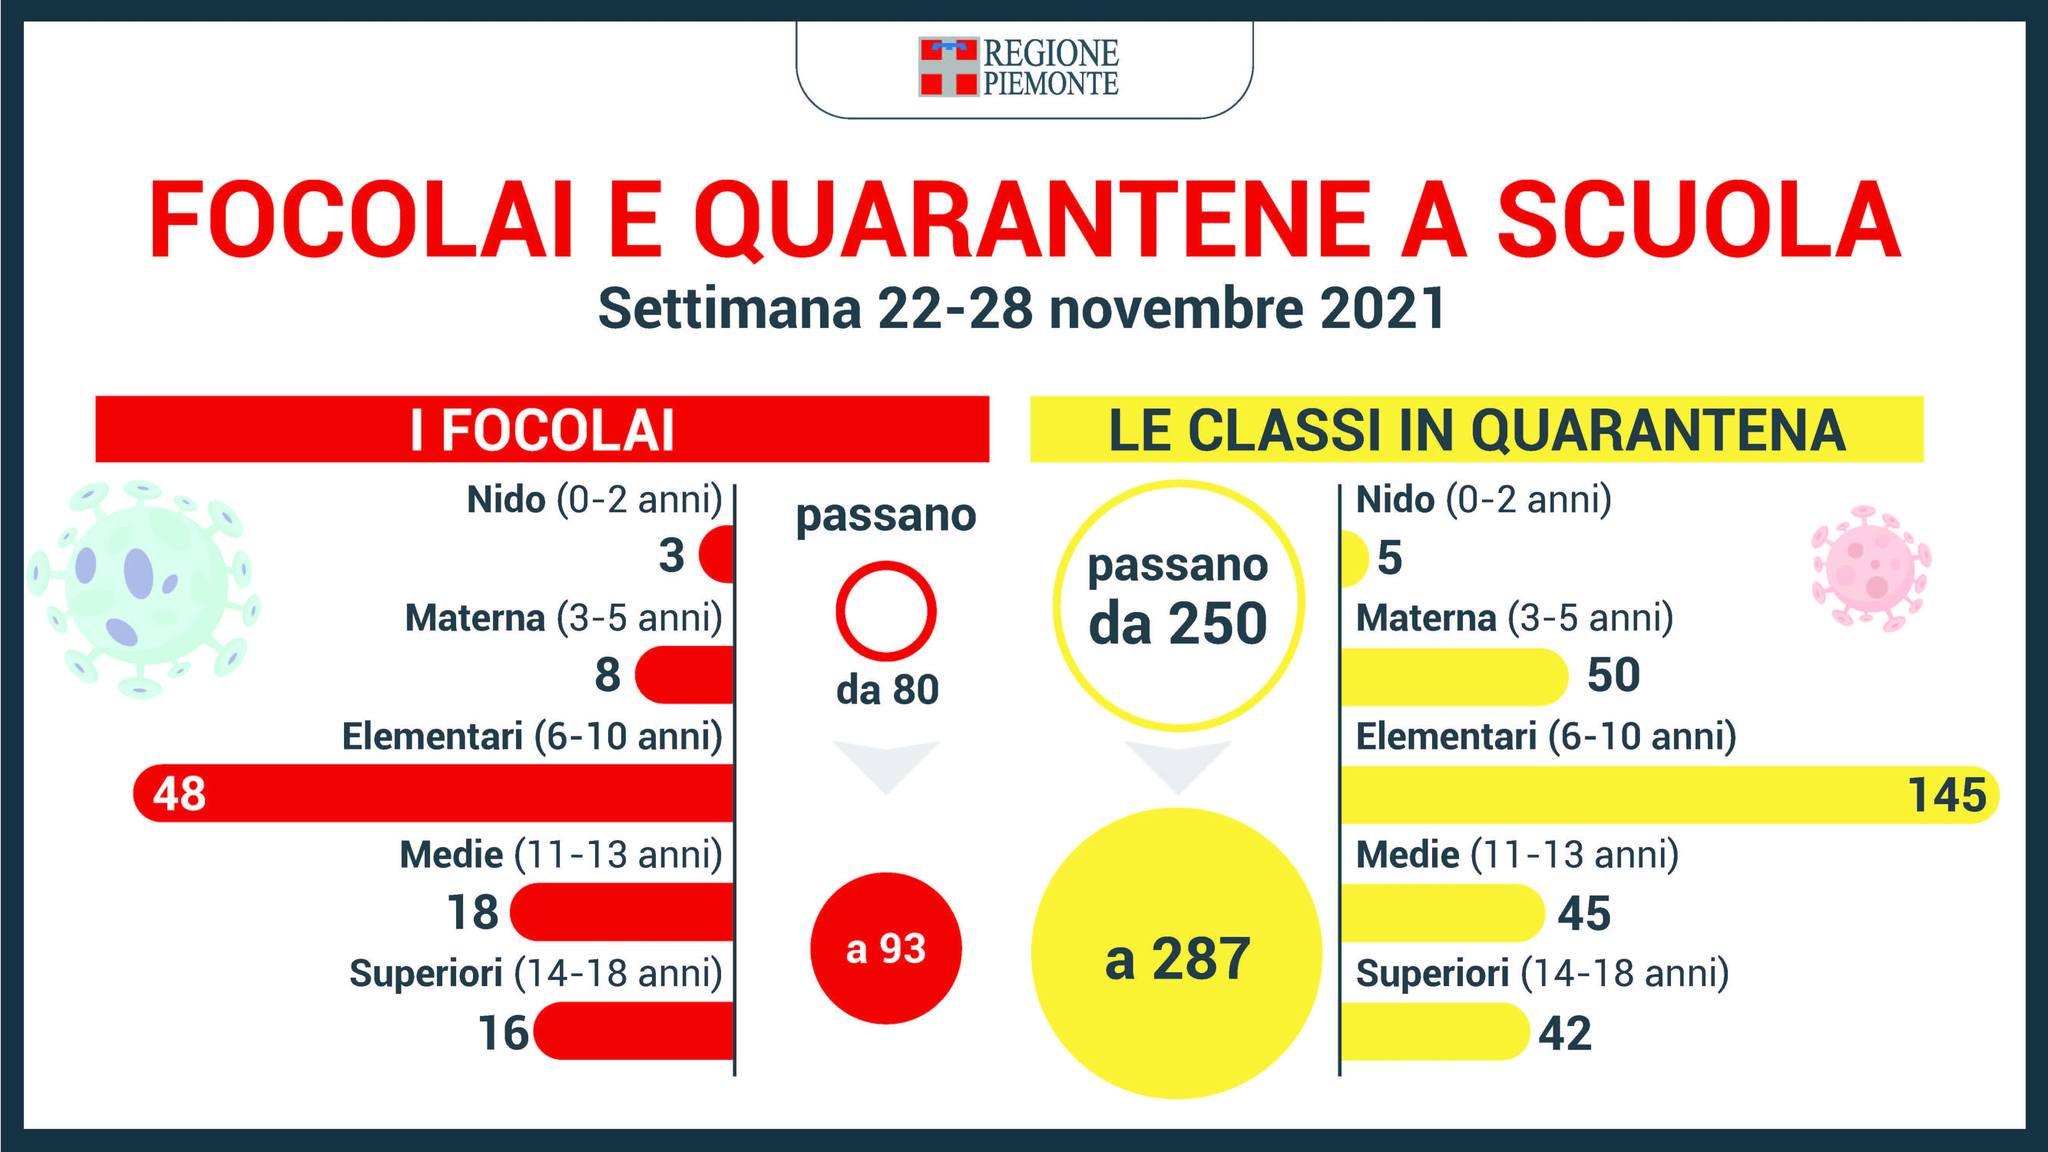 REGIONE
PIEMONTE
FOCOLAI E QUARANTENE A SCUOLA
Settimana 22-28 novembre 2021
I FOCOLAI
Nido (0-2 anni)
3
Materna (3-5 anni)
8
Elementari (6-10 anni)
48
Medie (11-13 anni)
18
Superiori (14-18 anni)
16
passano
da 80
a 93
LE CLASSI IN QUARANTENA
passano
da 250
a 287
Nido (0-2 anni)
5
Materna (3-5 anni)
50
Elementari (6-10 anni)
145
Medie (11-13 anni)
45
Superiori (14-18 anni)
42